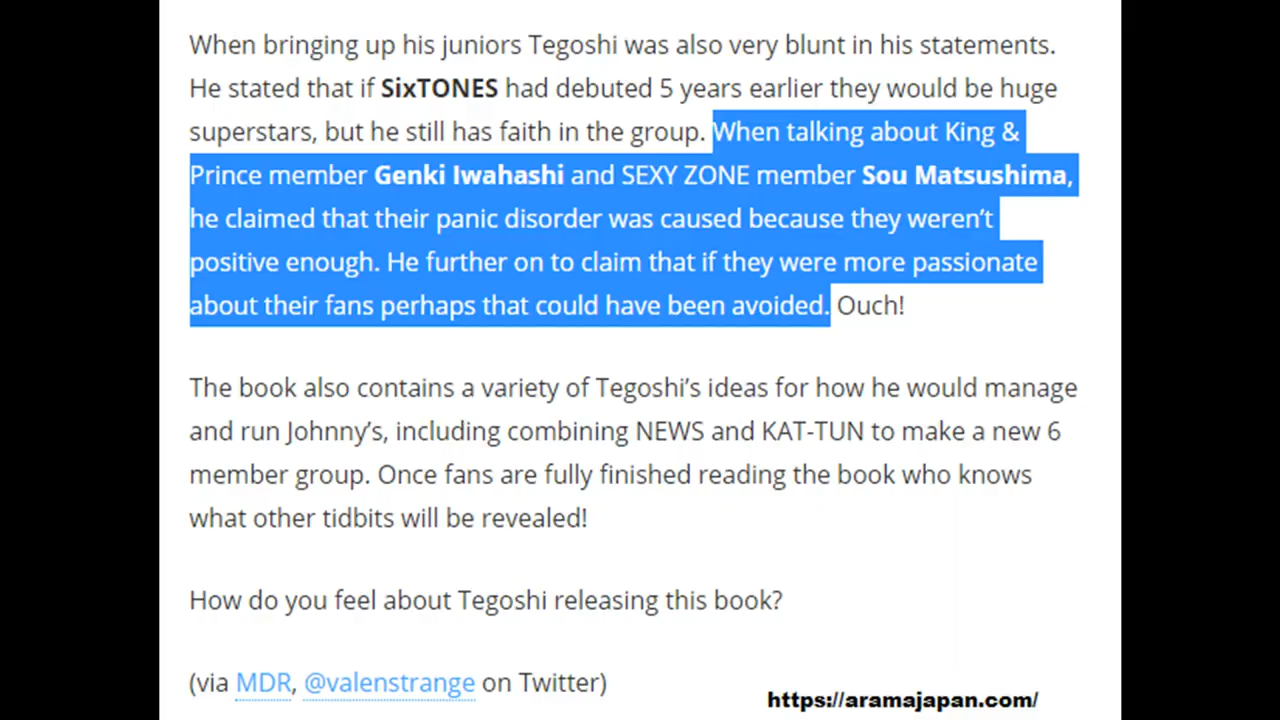 When bringing up his juniors Tegoshi was also very blunt in his statements.
He stated that if SixTONES had debuted 5 years earlier they would be huge
superstars, but he still has faith in the group. When talking about King &
Prince member Genki Iwahashi and SEXY ZONE member Sou Matsushima,
he claimed that their panic disorder was caused because they weren’t
positive enough. He further on to claim that if they were more passionate
about their fans perhaps that could have been avoided. Ouch!
The book also contains a variety of Tegoshi’s ideas for how he would manage
and run Johnny’s, including combining NEWS and KAT-TUN to make a new 6
member group. Once fans are fully finished reading the book who knows
what other tidbits will be revealed!
How do you feel about Tegoshi releasing this book?
(via MDR, @valenstrange on Twitter)
https://aramajapan.com/